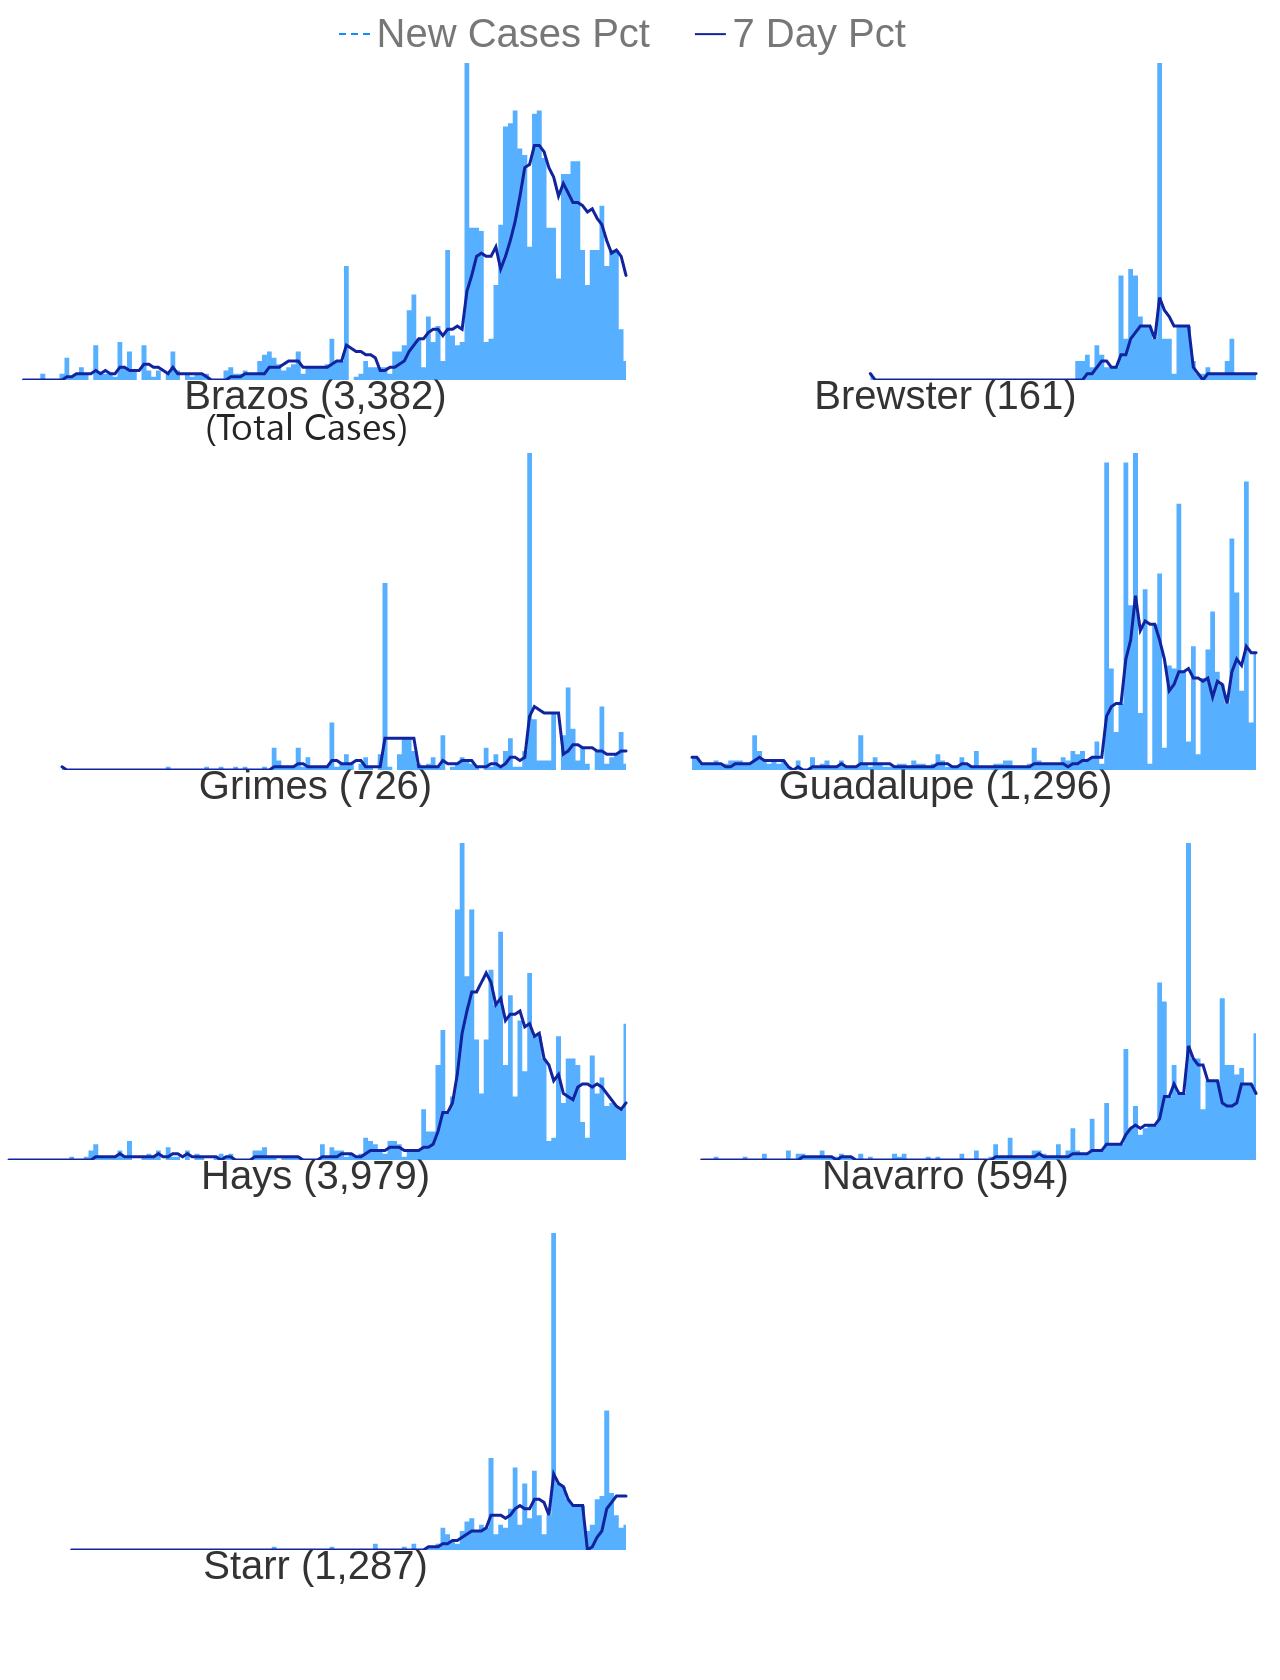 New Cases Pct 7 Day Pct
Brazos (3,382) Brewster (161)
(Total Cases)
Grimes (726) Guadalupe (1,296)
Hays (3,979) Navarro (594)
Starr (1,287)